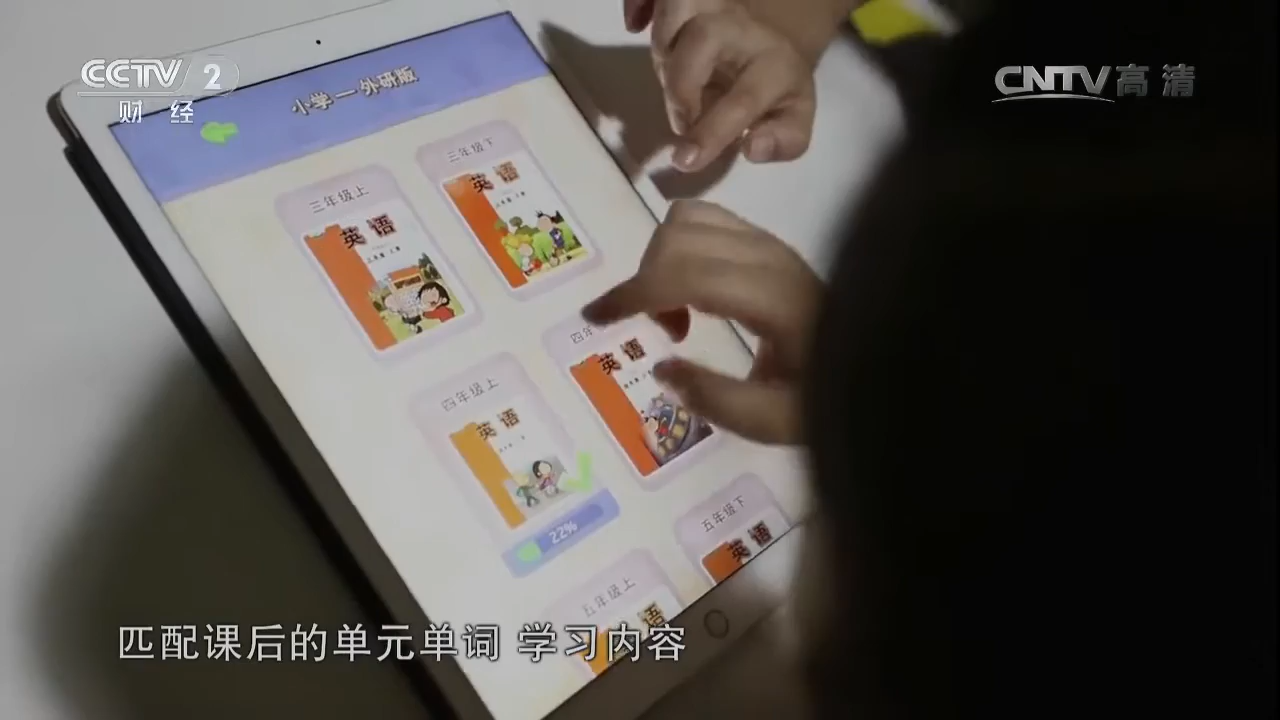 CCTV 2
财 经
CNTV高清
小学一外研版
三年级上
英语
三年级下
英语
四年级上
英语
22%
四年
英语
五年级上
语
五年级下
英语
匹配课后的单元单词 学习内容